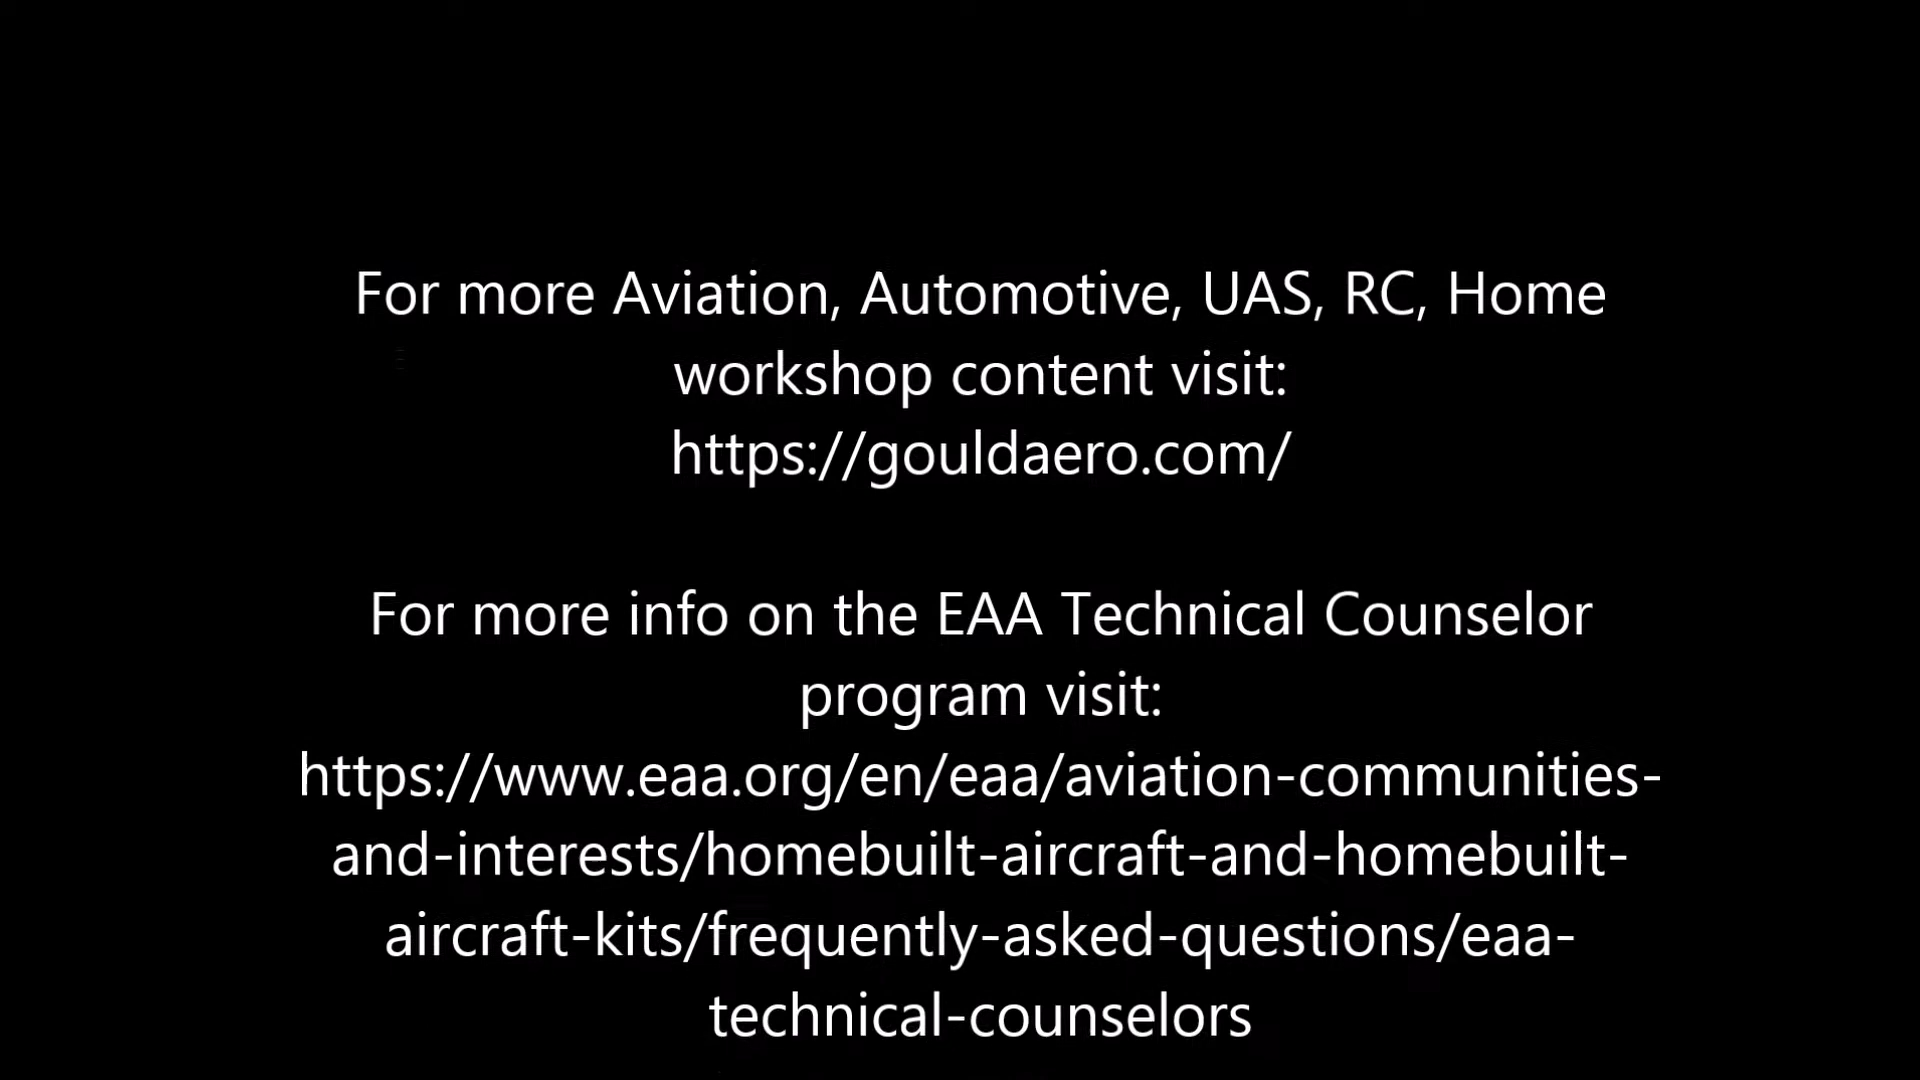 For more Aviation, Automotive, UAS, RC, Home
workshop content visit:
https://gouldaero.com/
For more info on the EAA Technical Counselor
program visit:
https://www.eaa.org/en/eaa/aviation-communities-
and-interests/homebuilt-aircraft-and-homebuilt-
aircraft-kits/frequently-asked-questions/eaa-
technical-counselors